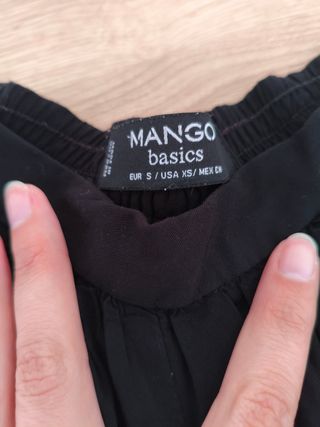 MANGO
basics
EUR S / USA XS / MEX CH